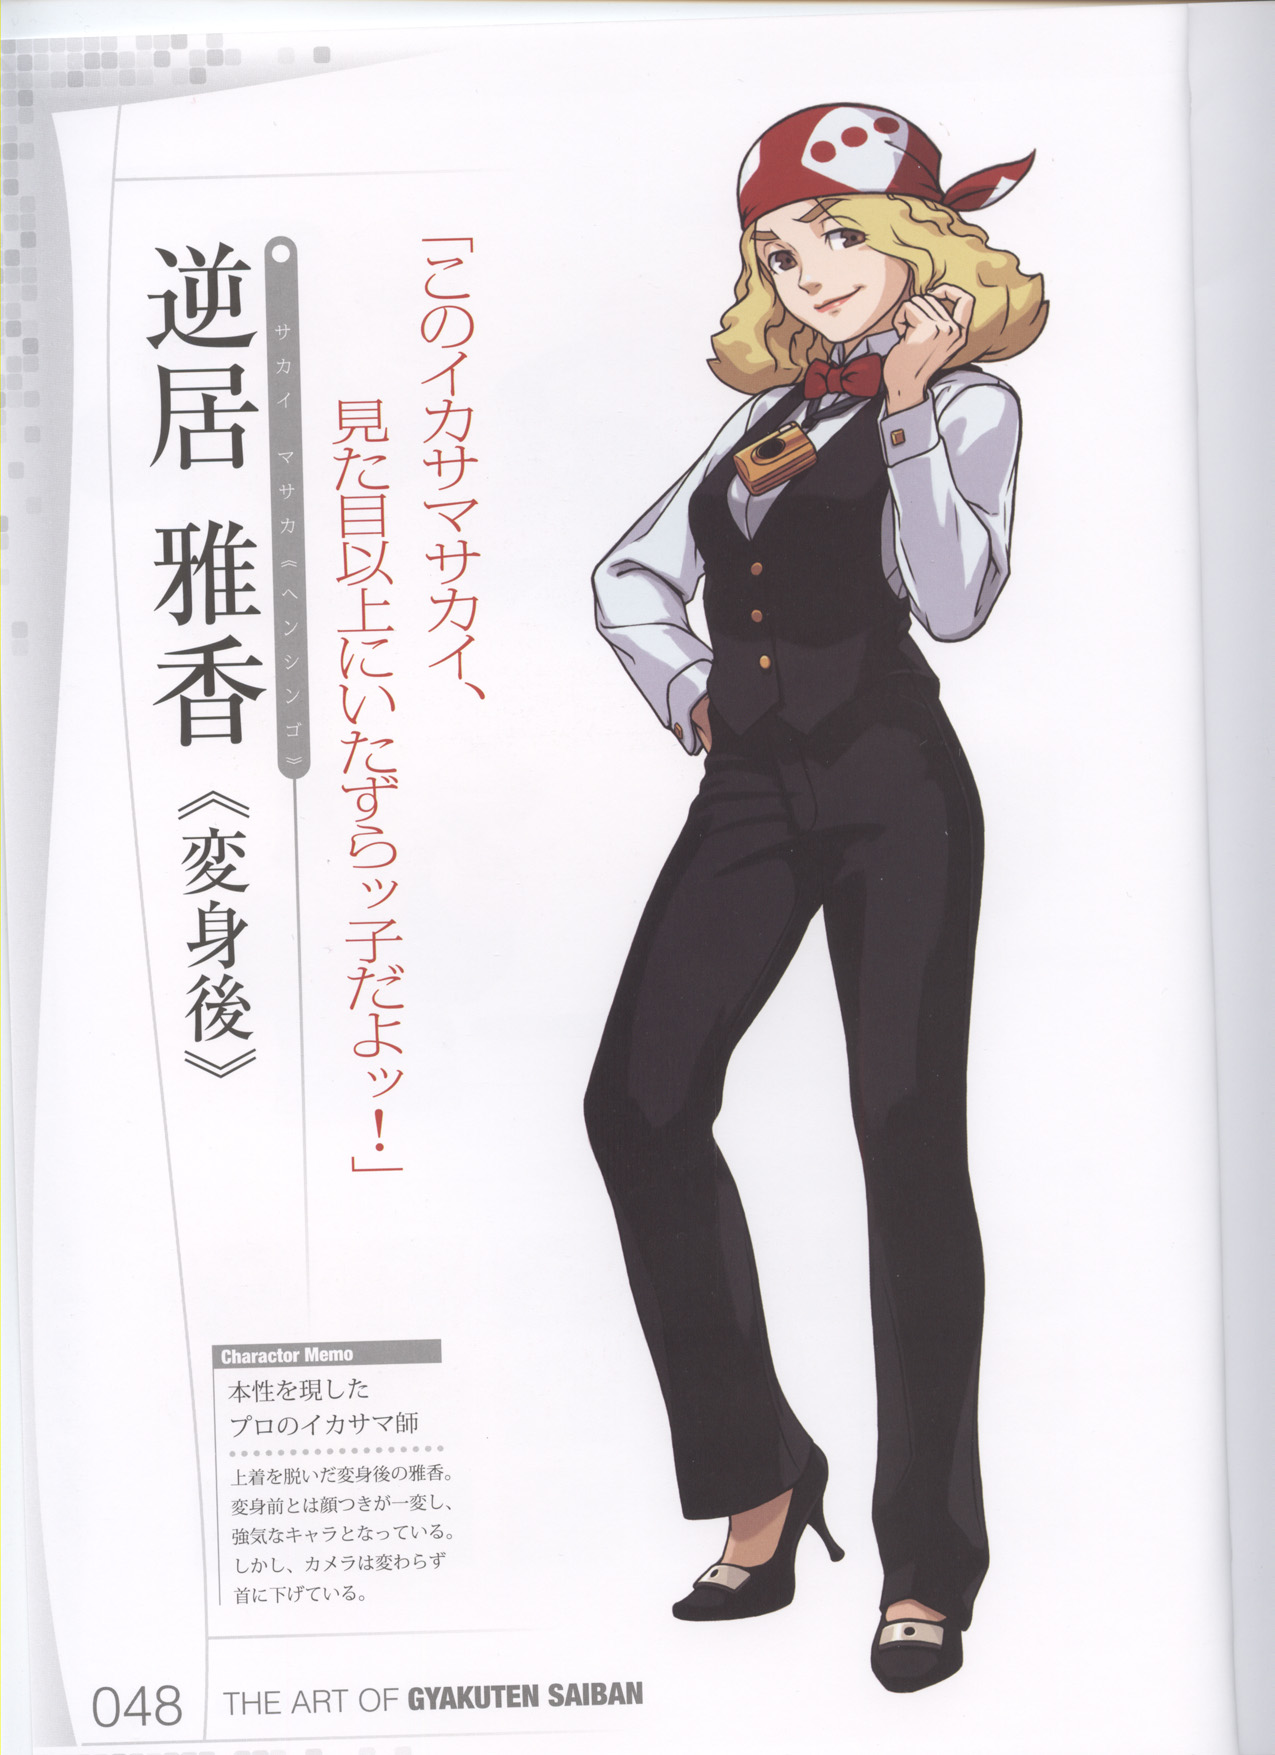 「このイカサママサカイ、
見た目以上にいたずらッ子だよッ！」
サカイ マサカ《ヘンシンゴ》
逆居 雅香《変身後》
Charactor Memo
本性を現した
プロのイカサマ師
上着を脱いだ変身後の雅香。
変身前とは顔つきが一変し、
強気なキャラとなっている。
しかし、カメラは変わらず
首に下げている。
048 THE ART OF GYAKUTEN SAIBAN